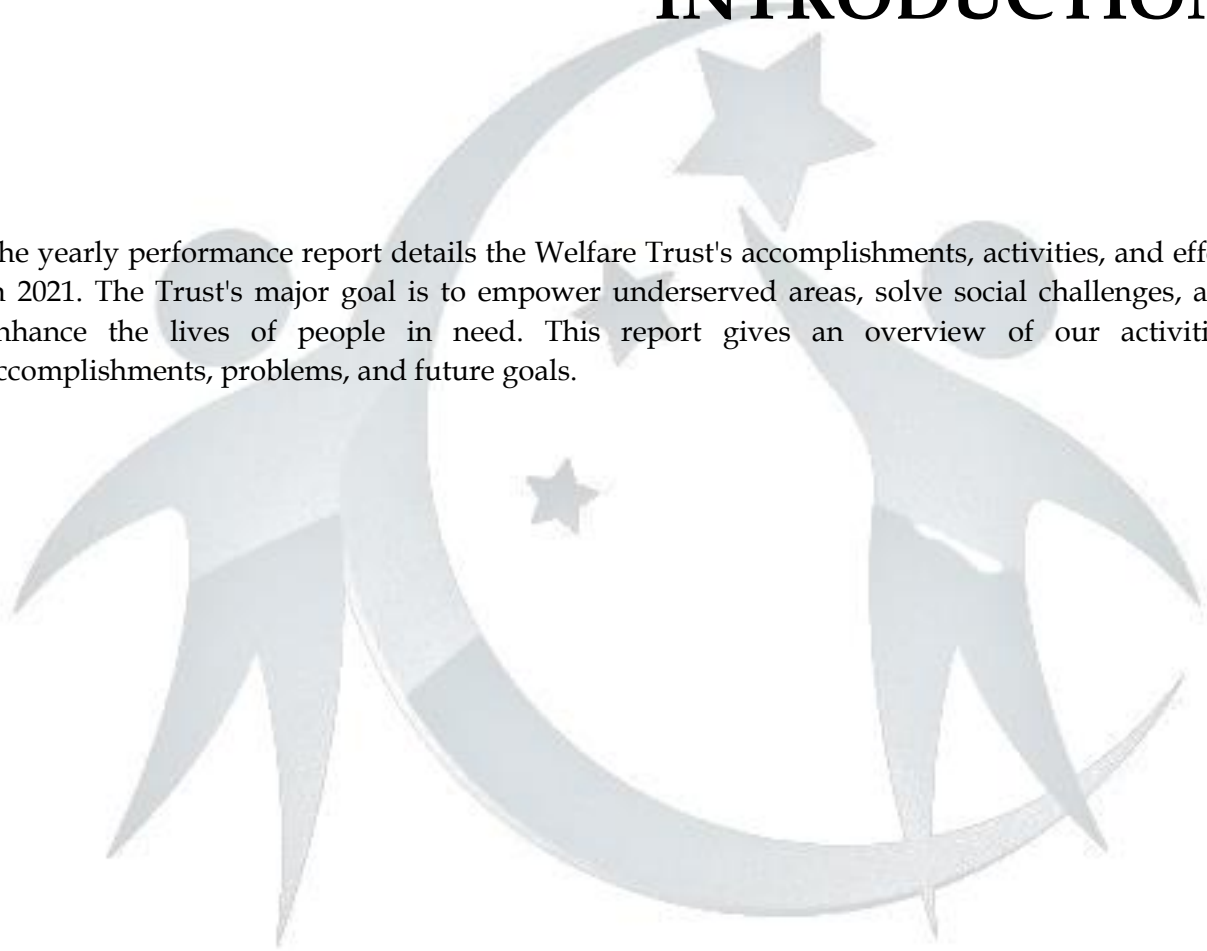 INTRODUCTION
he yearly performance report details the Welfare Trust's accomplishments, activities, and effe
n 2021. The Trust's major goal is to empower underserved areas, solve social challenges, a
nhance the lives of people in need. This report gives an overview of our activiti
ccomplishments, problems, and future goals.